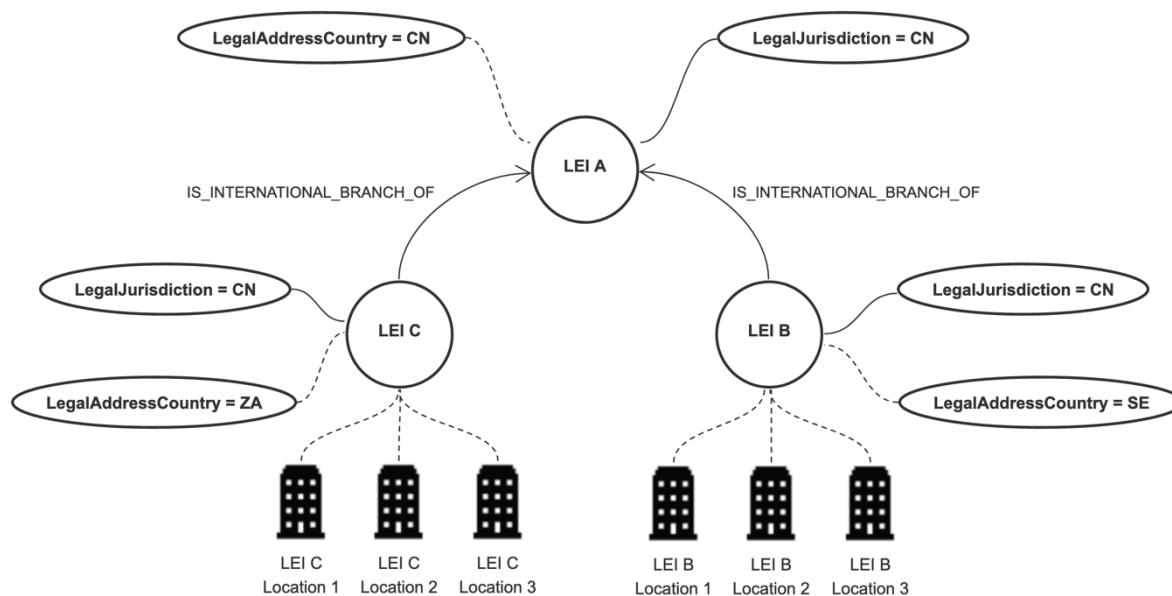 LegalAddressCountry = CN
LegalJurisdiction = CN
LEI A
IS_INTERNATIONAL_BRANCH_OF
IS_INTERNATIONAL_BRANCH_OF
LegalJurisdiction = CN
LegalJurisdiction = CN
LEI C
LEI B
LegalAddressCountry = ZA
LegalAddressCountry = SE
LEI C
Location 1
LEI C
Location 2
LEI C
Location 3
LEI B
Location 1
LEI B
Location 2
LEI B
Location 3